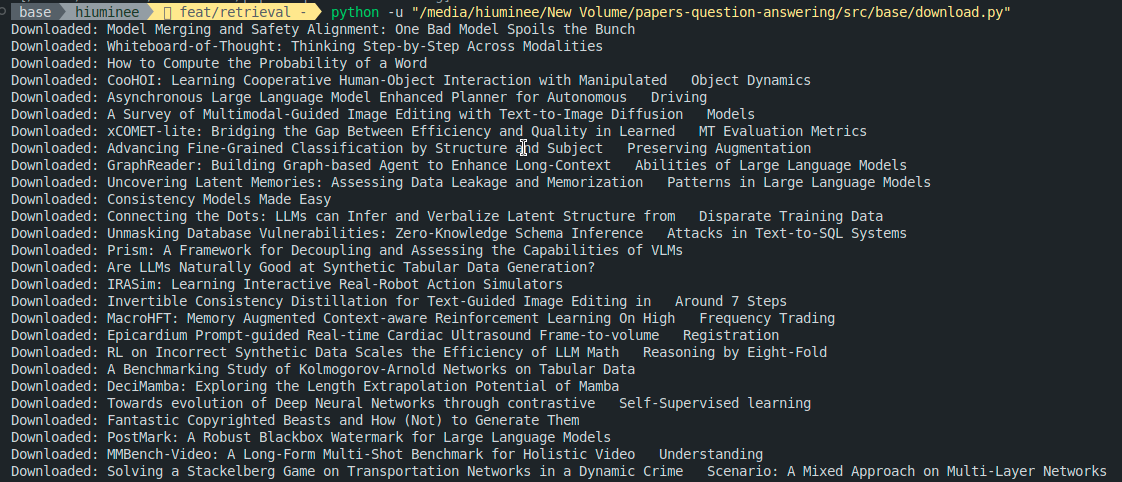 base hiuminee feat/retrieval - python -u "/media/hiuminee/New Volume/papers-question-answering/src/base/download.py"
Downloaded: Model Merging and Safety Alignment: One Bad Model Spoils the Bunch
Downloaded: Whiteboard-of-Thought: Thinking Step-by-Step Across Modalities
Downloaded: How to Compute the Probability of a Word
Downloaded: CooHOI: Learning Cooperative Human-Object Interaction with Manipulated   Object Dynamics
Downloaded: Asynchronous Large Language Model Enhanced Planner for Autonomous   Driving
Downloaded: A Survey of Multimodal-Guided Image Editing with Text-to-Image Diffusion   Models
Downloaded: xCOMET-lite: Bridging the Gap Between Efficiency and Quality in Learned   MT Evaluation Metrics
Downloaded: Advancing Fine-Grained Classification by Structure and Subject   Preserving Augmentation
Downloaded: GraphReader: Building Graph-based Agent to Enhance Long-Context   Abilities of Large Language Models
Downloaded: Uncovering Latent Memories: Assessing Data Leakage and Memorization   Patterns in Large Language Models
Downloaded: Consistency Models Made Easy
Downloaded: Connecting the Dots: LLMs can Infer and Verbalize Latent Structure from   Disparate Training Data
Downloaded: Unmasking Database Vulnerabilities: Zero-Knowledge Schema Inference   Attacks in Text-to-SQL Systems
Downloaded: Prism: A Framework for Decoupling and Assessing the Capabilities of VLMs
Downloaded: Are LLMs Naturally Good at Synthetic Tabular Data Generation?
Downloaded: IRASim: Learning Interactive Real-Robot Action Simulators
Downloaded: Invertible Consistency Distillation for Text-Guided Image Editing in   Around 7 Steps
Downloaded: MacroHFT: Memory Augmented Context-aware Reinforcement Learning On High   Frequency Trading
Downloaded: Epicardium Prompt-guided Real-time Cardiac Ultrasound Frame-to-volume   Registration
Downloaded: RL on Incorrect Synthetic Data Scales the Efficiency of LLM Math   Reasoning by Eight-Fold
Downloaded: A Benchmarking Study of Kolmogorov-Arnold Networks on Tabular Data
Downloaded: DeciMamba: Exploring the Length Extrapolation Potential of Mamba
Downloaded: Towards evolution of Deep Neural Networks through contrastive   Self-Supervised learning
Downloaded: Fantastic Copyrighted Beasts and How (Not) to Generate Them
Downloaded: PostMark: A Robust Blackbox Watermark for Large Language Models
Downloaded: MMBench-Video: A Long-Form Multi-Shot Benchmark for Holistic Video   Understanding
Downloaded: Solving a Stackelberg Game on Transportation Networks in a Dynamic Crime   Scenario: A Mixed Approach on Multi-Layer Networks